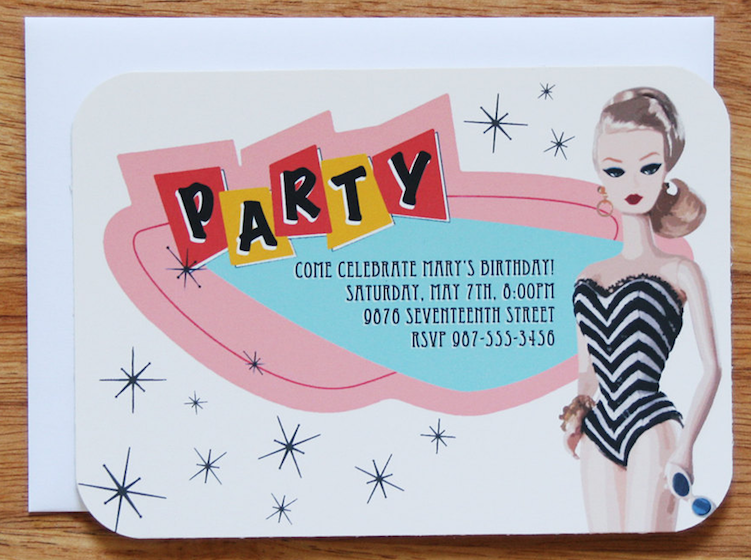 PARTY
COME CELEBRATE MARY'S BIRTHDAY!
SATURDAY, MAY 7TH, 8:00PM
9876 SEVENTEENTH STREET
RSVP 987-555-3456